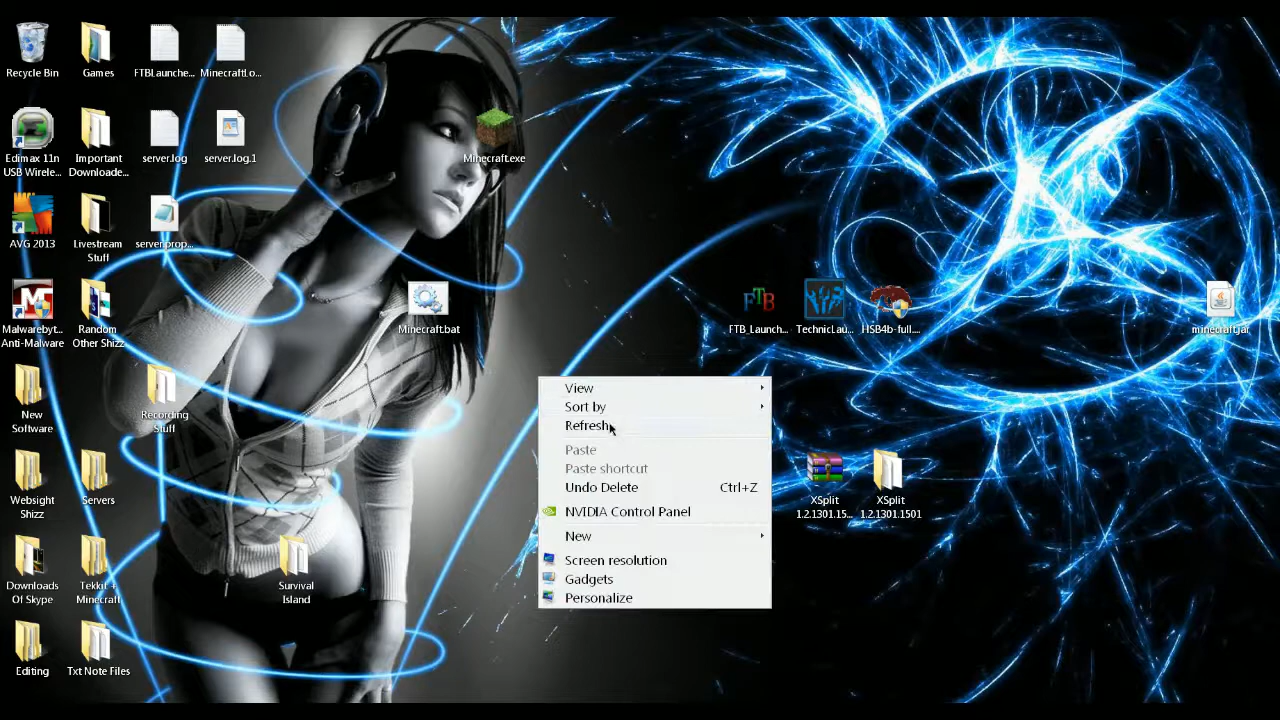 Recycle Bin
Games
FTBLaunche...
MinecraftLo...
Edimax 11n
USB Wirele...
Important
Downloade...
server.log
server.log.1
Minecraft.exe
AVG 2013
Livestream
Stuff
server.prop...
Malwarebyt...
Anti-Malware
Random
Other Shizz
Minecraft.bat
FTB_Launch...
TechnicLau...
HSB4b-full....
minecraft.jar
New
Software
Recording
Stuff
View
Sort by
Refresh
Paste
Paste shortcut
Undo Delete Ctrl+Z
NVIDIA Control Panel
New
Screen resolution
Gadgets
Personalize
Websight
Shizz
Servers
XSplit
1.2.1301.15...
XSplit
1.2.1301.1501
Downloads
Of Skype
Tekkit +
Minecraft
Survival
Island
Editing
Txt Note Files